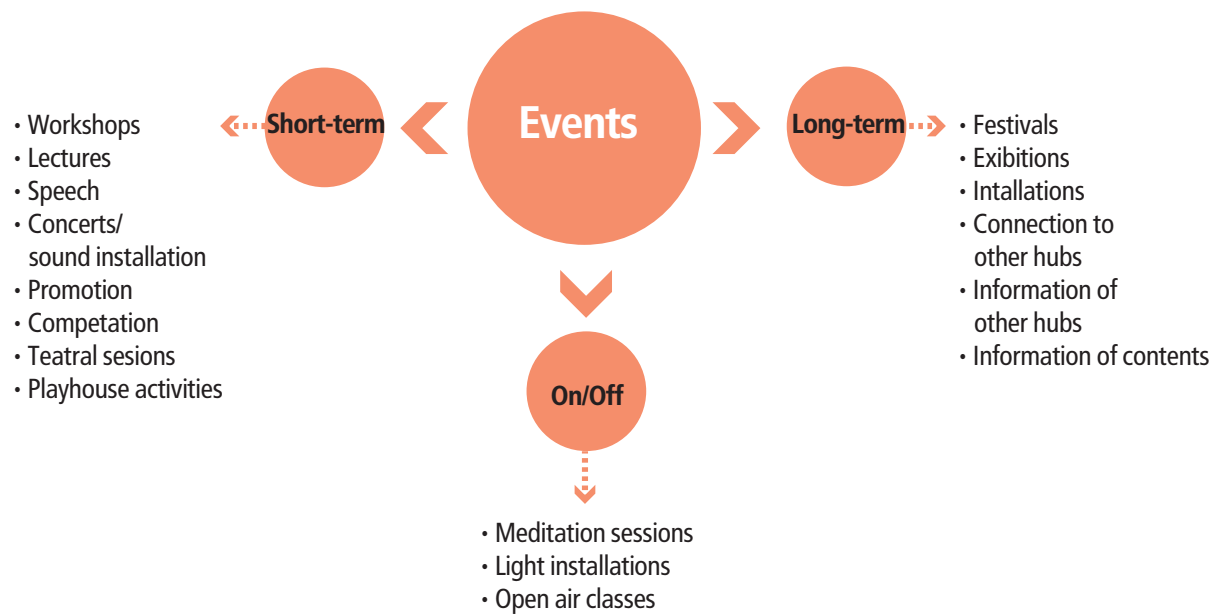 Events
Short-term
• Workshops
• Lectures
• Speech
• Concerts/
sound installation
• Promotion
• Competation
• Teatral sesions
• Playhouse activities
On/Off
• Meditation sessions
• Light installations
• Open air classes
Long-term
• Festivals
• Exibitions
• Intallations
• Connection to
other hubs
• Information of
other hubs
• Information of contents